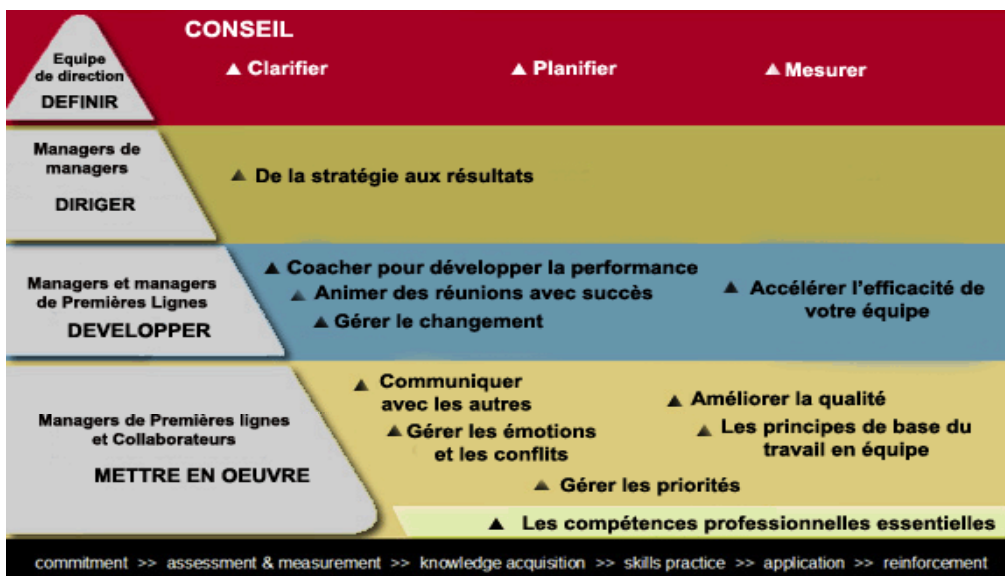 CONSEIL
Equipe
de direction
DEFINIR
▲ Clarifier
▲ Planifier
▲ Mesurer
Managers de
managers
DIRIGER
▲ De la stratégie aux résultats
Managers et managers
de Premières Lignes
DEVELOPPER
▲ Coacher pour développer la performance
▲ Animer des réunions avec succès
▲ Gérer le changement
▲ Accélérer l'efficacité de
votre équipe
Managers de Premières lignes
et Collaborateurs
METTRE EN OEUVRE
▲ Communiquer
avec les autres
▲ Gérer les émotions
et les conflits
▲ Améliorer la qualité
▲ Les principes de base du
travail en équipe
▲ Gérer les priorités
▲ Les compétences professionnelles essentielles
commitment >> assessment & measurement >> knowledge acquisition >> skills practice >> application >> reinforcement